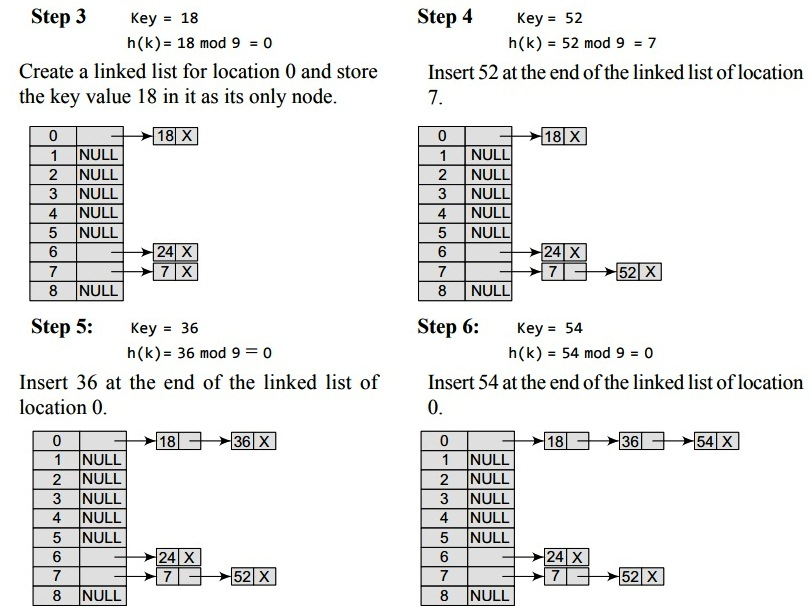 Step 3 Key = 18
h(k)= 18 mod 9 = 0
Create a linked list for location 0 and store
the key value 18 in it as its only node.
0 18 X
1 NULL
2 NULL
3 NULL
4 NULL
5 NULL
6 24 X
7 7 X
8 NULL
Step 4 Key = 52
h(k) = 52 mod 9 = 7
Insert 52 at the end of the linked list of location
7.
0 18 X
1 NULL
2 NULL
3 NULL
4 NULL
5 NULL
6 24 X
7 7 52 X
8 NULL
Step 5: Key = 36
h(k)= 36 mod 9 = 0
Insert 36 at the end of the linked list of
location 0.
0 18 36 X
1 NULL
2 NULL
3 NULL
4 NULL
5 NULL
6 24 X
7 7 52 X
8 NULL
Step 6: Key = 54
h(k) = 54 mod 9 = 0
Insert 54 at the end of the linked list of location
0.
0 18 36 54 X
1 NULL
2 NULL
3 NULL
4 NULL
5 NULL
6 24 X
7 7 52 X
8 NULL